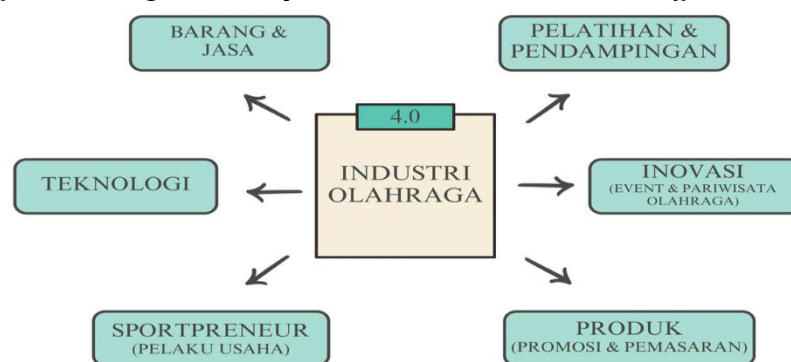 BARANG &
JASA
PELATIHAN &
PENDAMPINGAN
4.0
INDUSTRI
OLAHRAGA
TEKNOLOGI
INOVASI
(EVENT & PARIWISATA
OLAHRAGA)
SPORTPRENEUR
(PELAKU USAHA)
PRODUK
(PROMOSI & PEMASARAN)